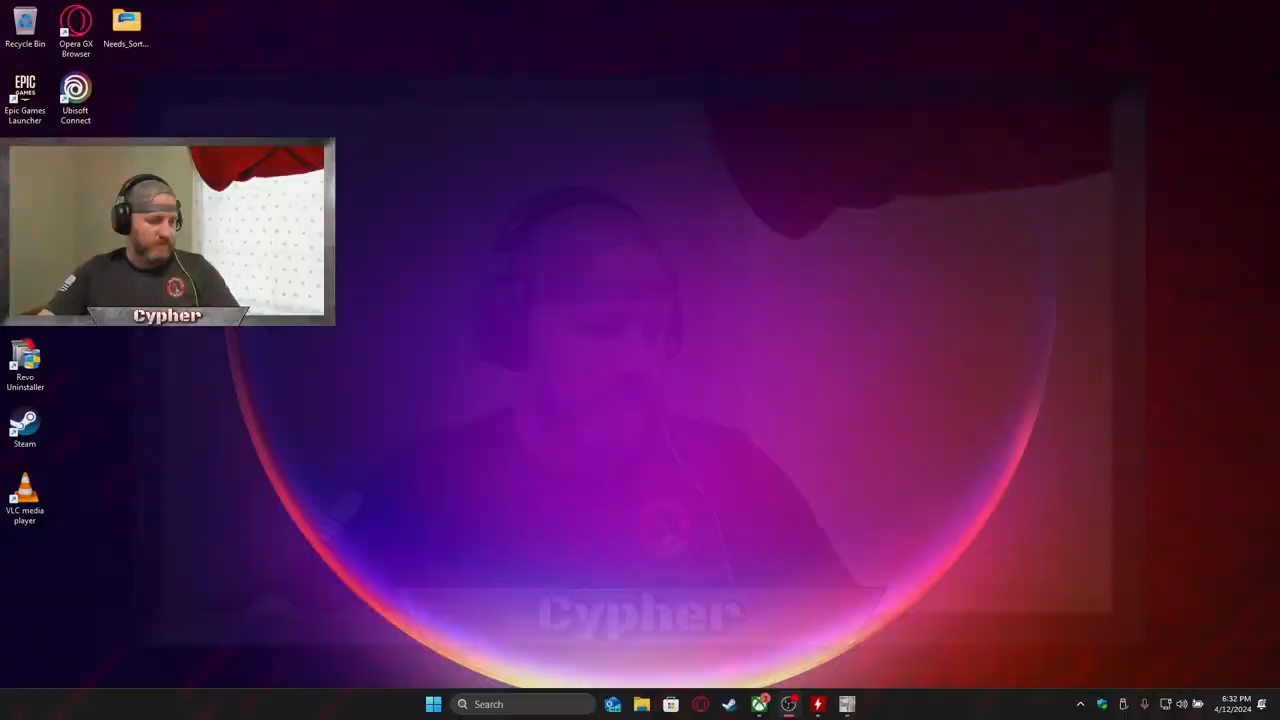 Recycle Bin
Opera GX
Browser
Needs_Sort...
EPIC
GAMES
Epic Games
Launcher
Ubisoft
Connect
Cypher
Revo
Uninstaller
Steam
VLC media
player
Cypher
Search
6:32 PM
4/12/2024